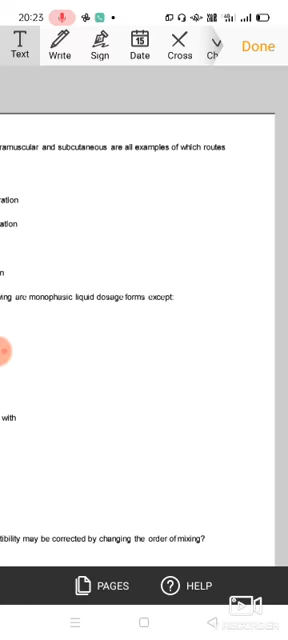 20:23
Text
Write
Sign
Date
15
Cross
Done
ramuscular and subcutaneous are all examples of which routes
ration
ation
n
ving are monophasic liquid dosage forms except:
with
tibility may be corrected by changing the order of mixing?
PAGES
HELP
RECORDER